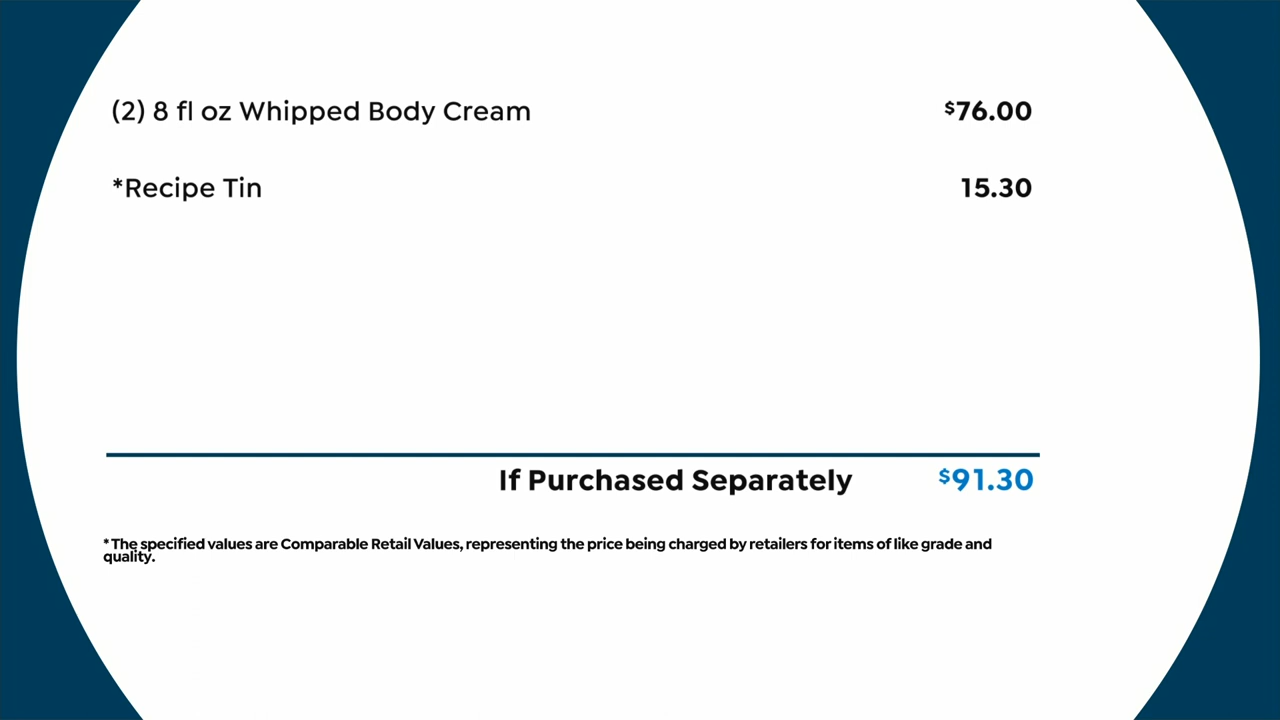 (2) 8 fl oz Whipped Body Cream $76.00
*Recipe Tin 15.30
If Purchased Separately $91.30
*The specified values are Comparable Retail Values, representing the price being charged by retailers for items of like grade and
quality.